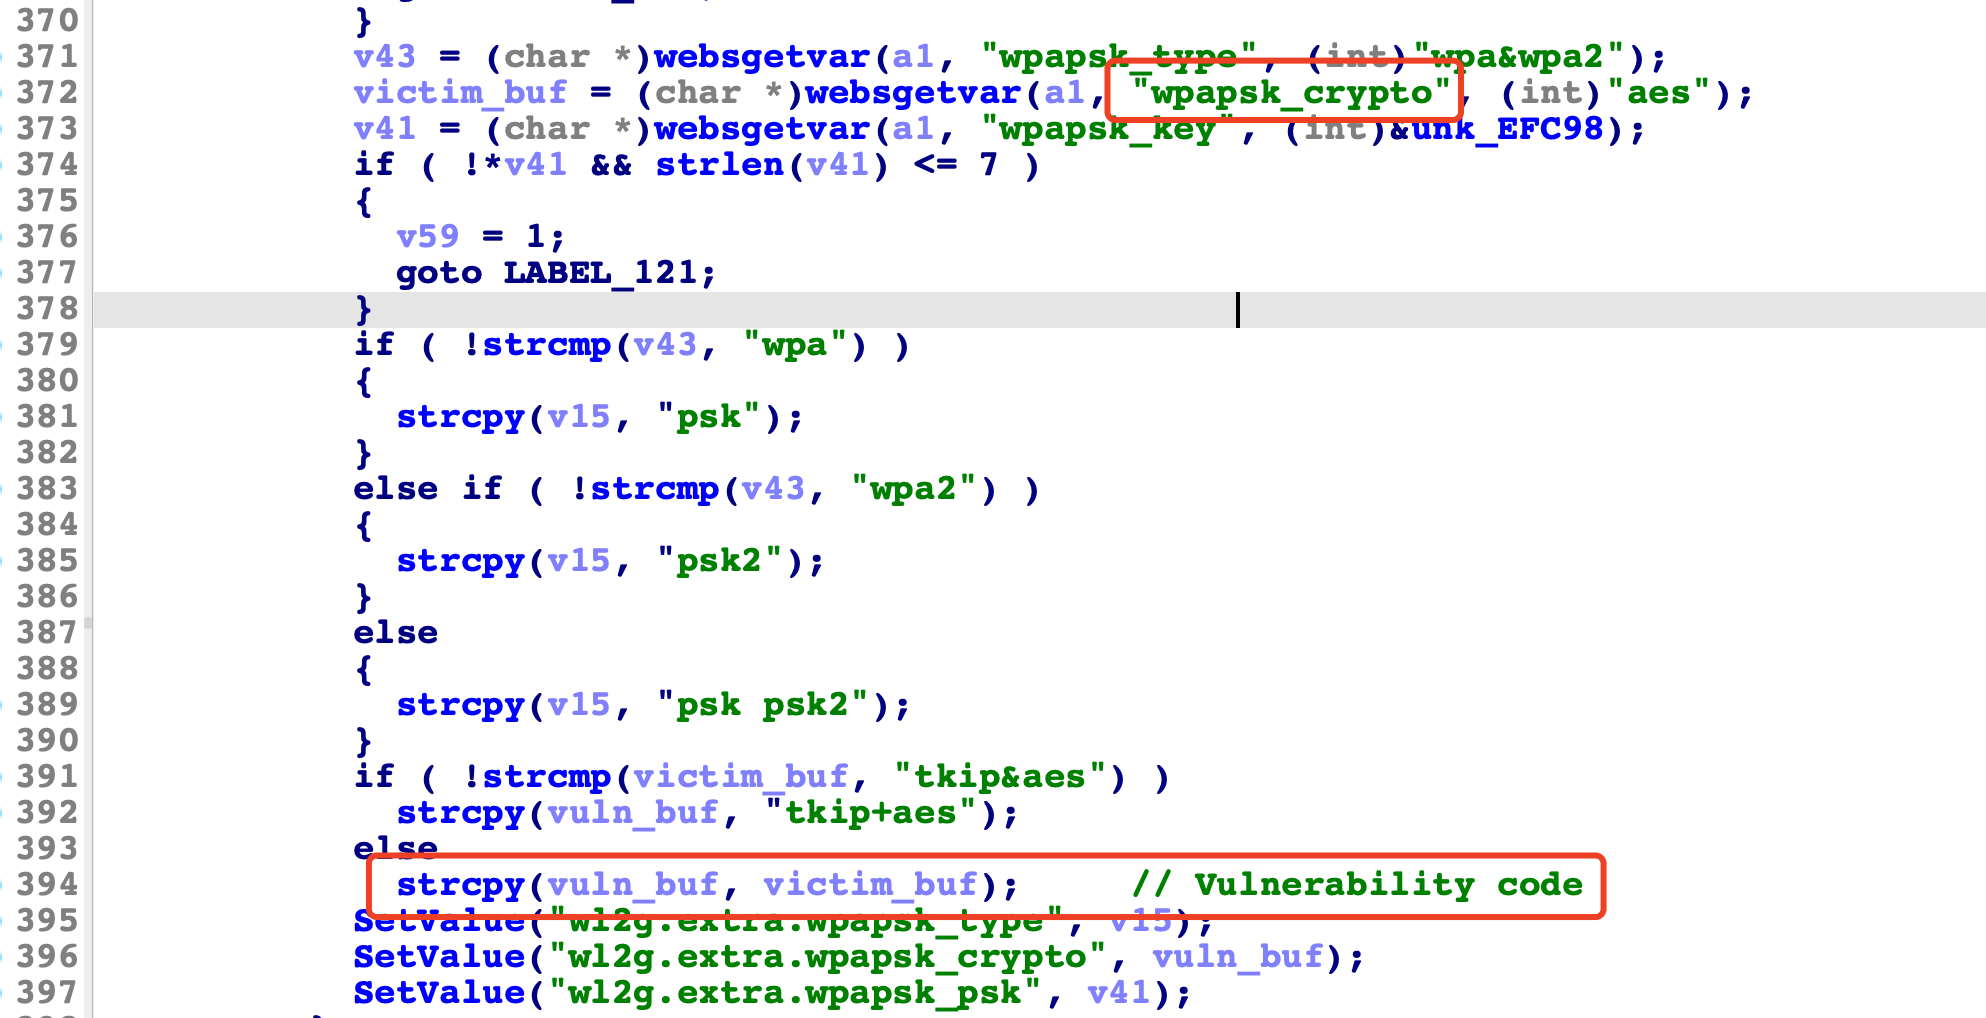 370 }
371 v43 = (char *)websgetvar(a1, "wpapsk_type", (int)"wpa&wpa2");
372 victim_buf = (char *)websgetvar(a1, "wpapsk_crypto", (int)"aes");
373 v41 = (char *)websgetvar(a1, "wpapsk_key", (int)&unk_EFC98);
374 if ( !*v41 && strlen(v41) <= 7 )
375 {
376 v59 = 1;
377 goto LABEL_121;
378 }
379 if ( !strcmp(v43, "wpa") )
380 {
381 strcpy(v15, "psk");
382 }
383 else if ( !strcmp(v43, "wpa2") )
384 {
385 strcpy(v15, "psk2");
386 }
387 else
388 {
389 strcpy(v15, "psk psk2");
390 }
391 if ( !strcmp(victim_buf, "tkip&aes") )
392 strcpy(vuln_buf, "tkip+aes");
393 else
394 strcpy(vuln_buf, victim_buf); // Vulnerability code
395 SetValue("wl2g.extra.wpapsk_type", v15);
396 SetValue("wl2g.extra.wpapsk_crypto", vuln_buf);
397 SetValue("wl2g.extra.wpapsk_psk", v41);